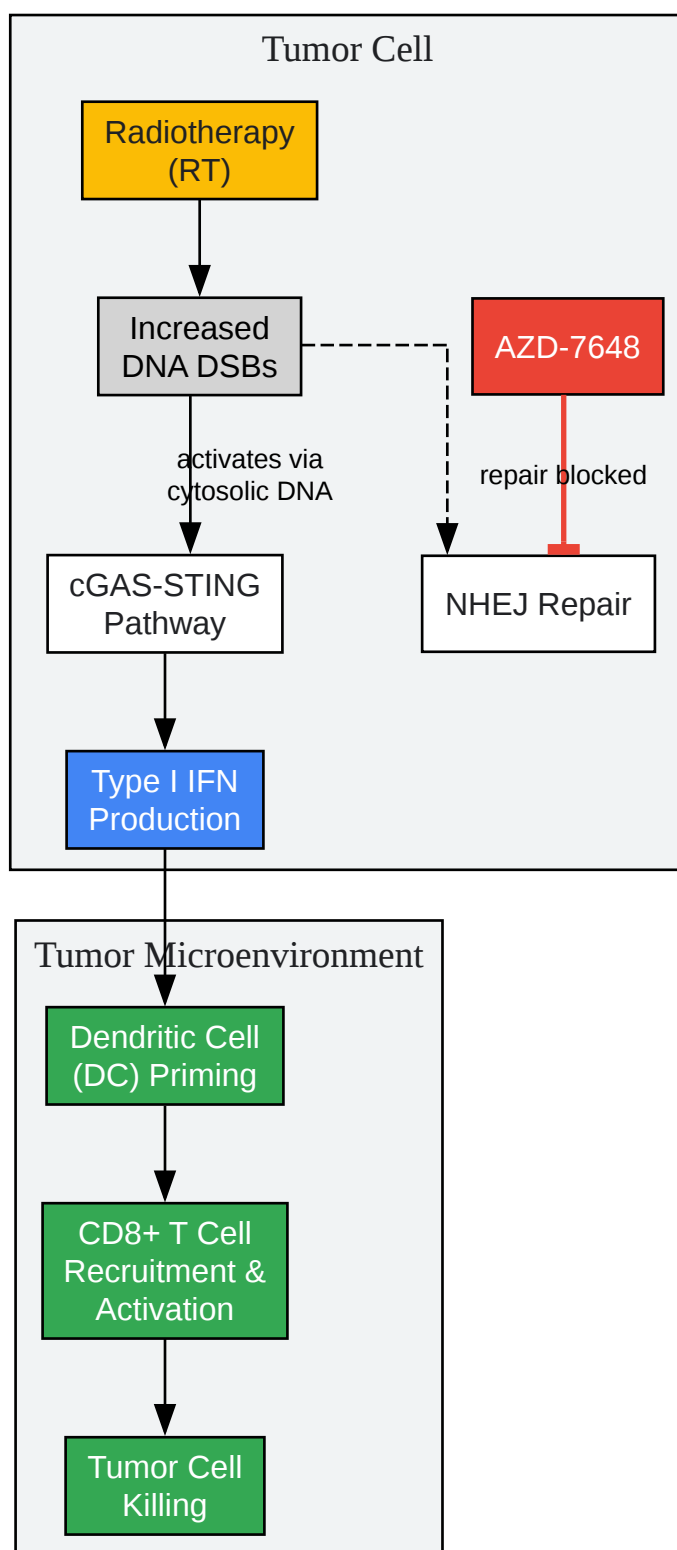 Tumor Cell
Radiotherapy
(RT)
Increased
DNA DSBs
AZD-7648
activates via
cytosolic DNA
repair blocked
cGAS-STING
Pathway
NHEJ Repair
Type I IFN
Production
Tumor Microenvironment
Dendritic Cell
(DC) Priming
CD8+ T Cell
Recruitment &
Activation
Tumor Cell
Killing